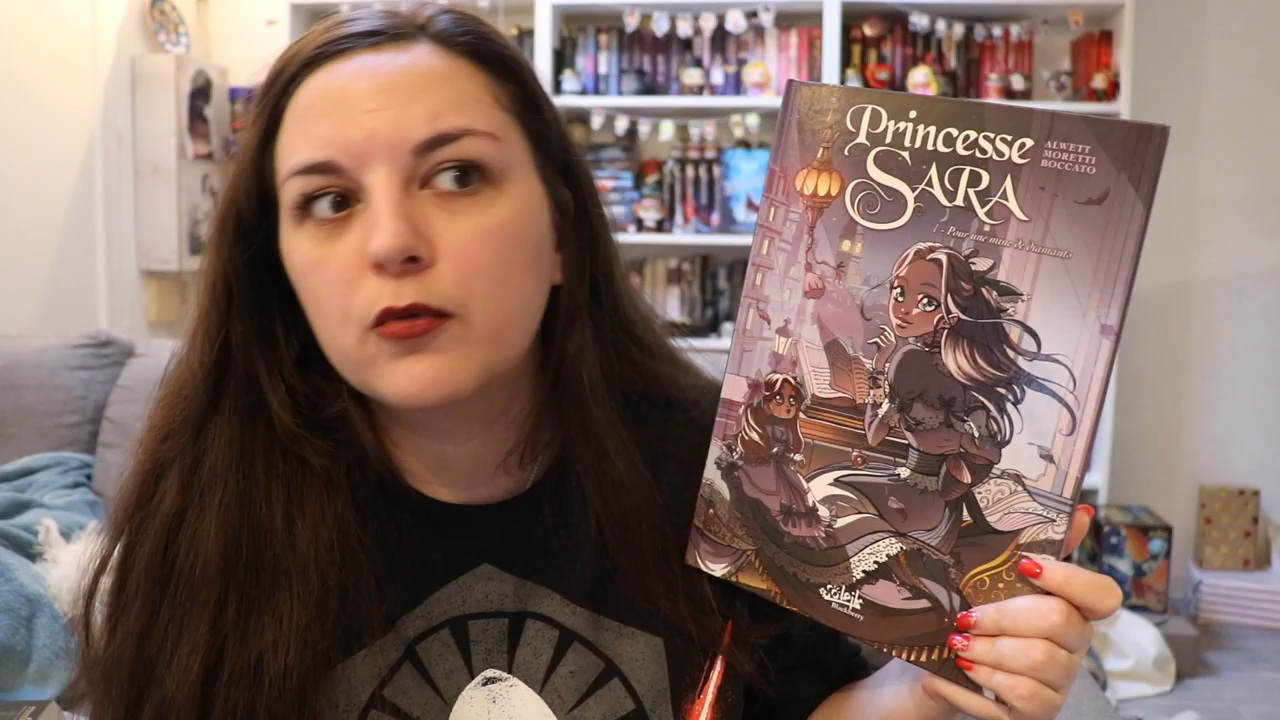 Princesse
SARA
ALWETT
MORETTI
BOCCATO
1 - Pour une mine de diamants
soleil
Blackberry